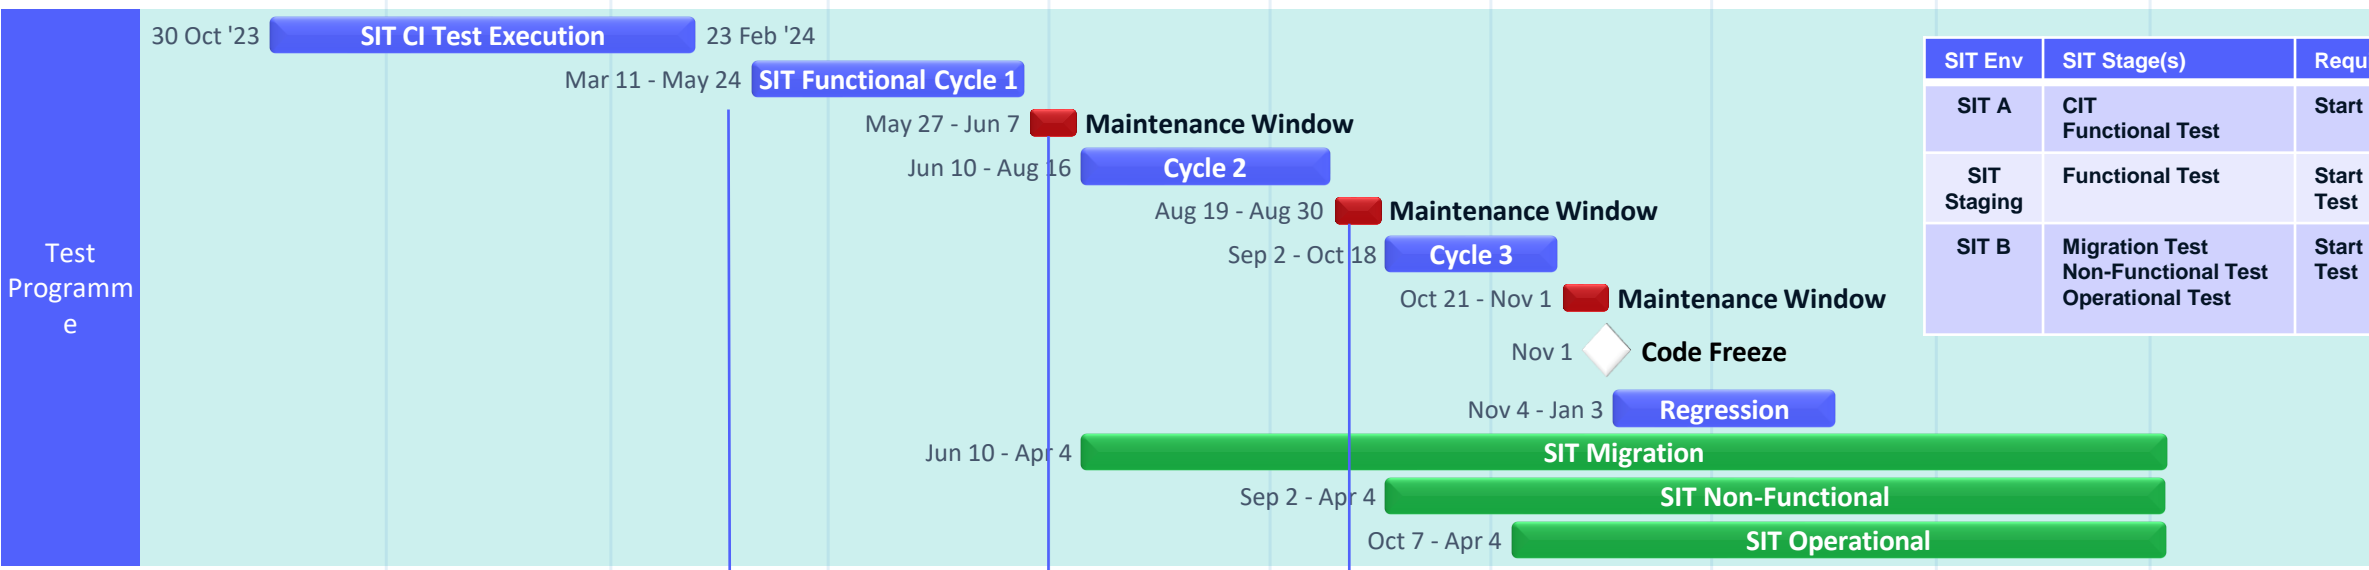 30 Oct '23 SIT CI Test Execution 23 Feb '24
Mar 11 - May 24 SIT Functional Cycle 1
May 27 - Jun 7 Maintenance Window
Jun 10 - Aug 16 Cycle 2
Aug 19 - Aug 30 Maintenance Window
Sep 2 - Oct 18 Cycle 3
Oct 21 - Nov 1 Maintenance Window
Nov 1 Code Freeze
Nov 4 - Jan 3 Regression
Jun 10 - Apr 4 SIT Migration
Sep 2 - Apr 4 SIT Non-Functional
Oct 7 - Apr 4 SIT Operational
Test
Programm
e
SIT Env SIT Stage(s) Requ
SIT A CIT Start
Functional Test
SIT Functional Test Start
Staging Test
SIT B Migration Test Start
Non-Functional Test Test
Operational Test